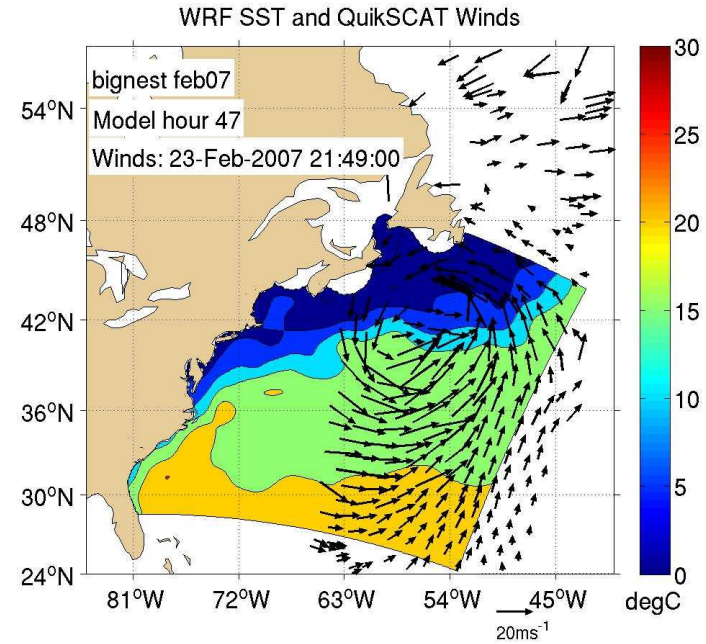 WRF SST and QuikSCAT Winds
bignest feb07
Model hour 47
Winds: 23-Feb-2007 21:49:00
54°N
48°N
42°N
36°N
30°N
24°N
81°W 72°W 63°W 54°W 45°W
30
25
20
15
10
5
0
degC
20ms⁻¹